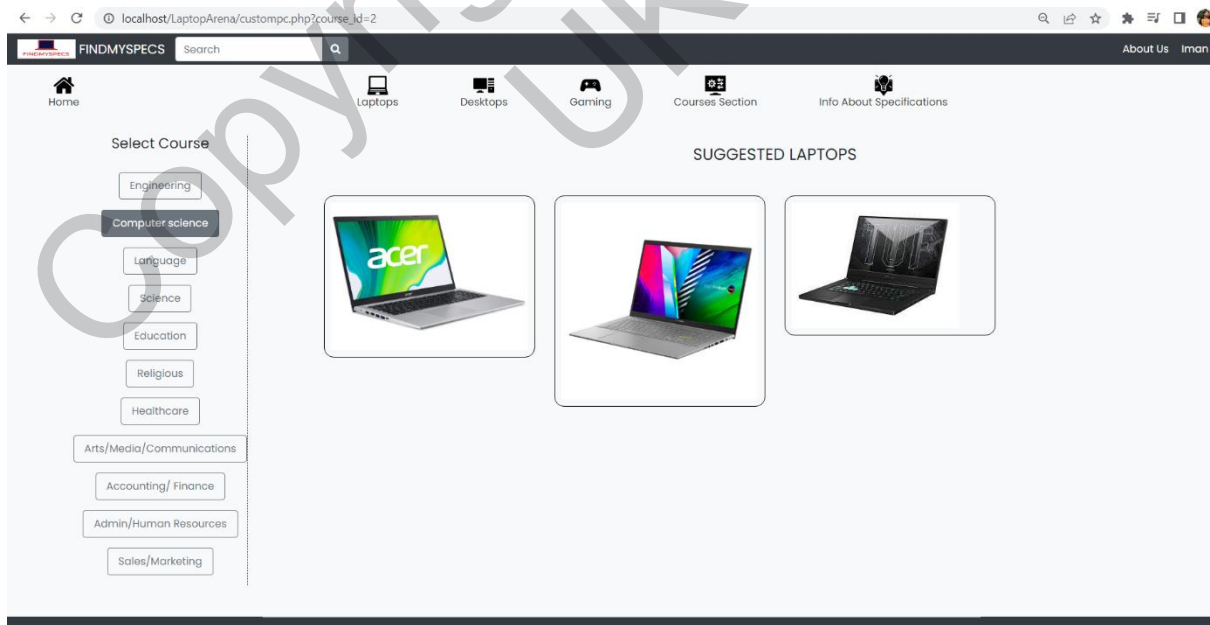 localhost/LaptopArena/custompc.php?course_id=2
FINDMYSPECS FINDMYSPECS Search About Us Iman
Home Laptops Desktops Gaming Courses Section Info About Specifications
Select Course
SUGGESTED LAPTOPS
Engineering
Computer science
Language
Science
Education
Religious
Healthcare
Arts/Media/Communications
Accounting/ Finance
Admin/Human Resources
Sales/Marketing
acer
TUF